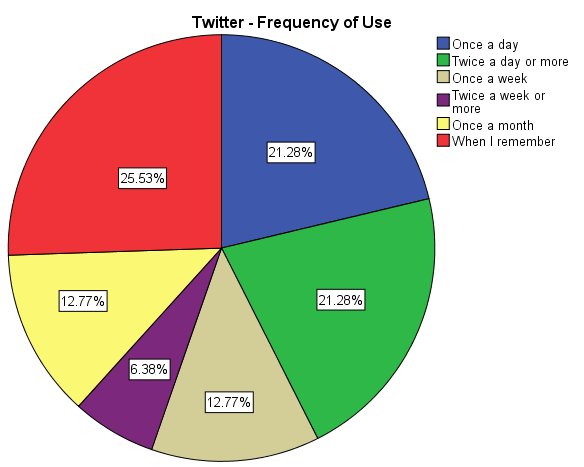 Twitter - Frequency of Use
Once a day
Twice a day or more
Once a week
Twice a week or
more
Once a month
When I remember
21.28%
25.53%
21.28%
12.77%
6.38%
12.77%